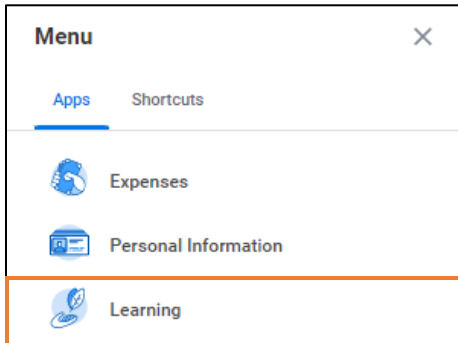 Menu
Apps Shortcuts
Expenses
Personal Information
Learning